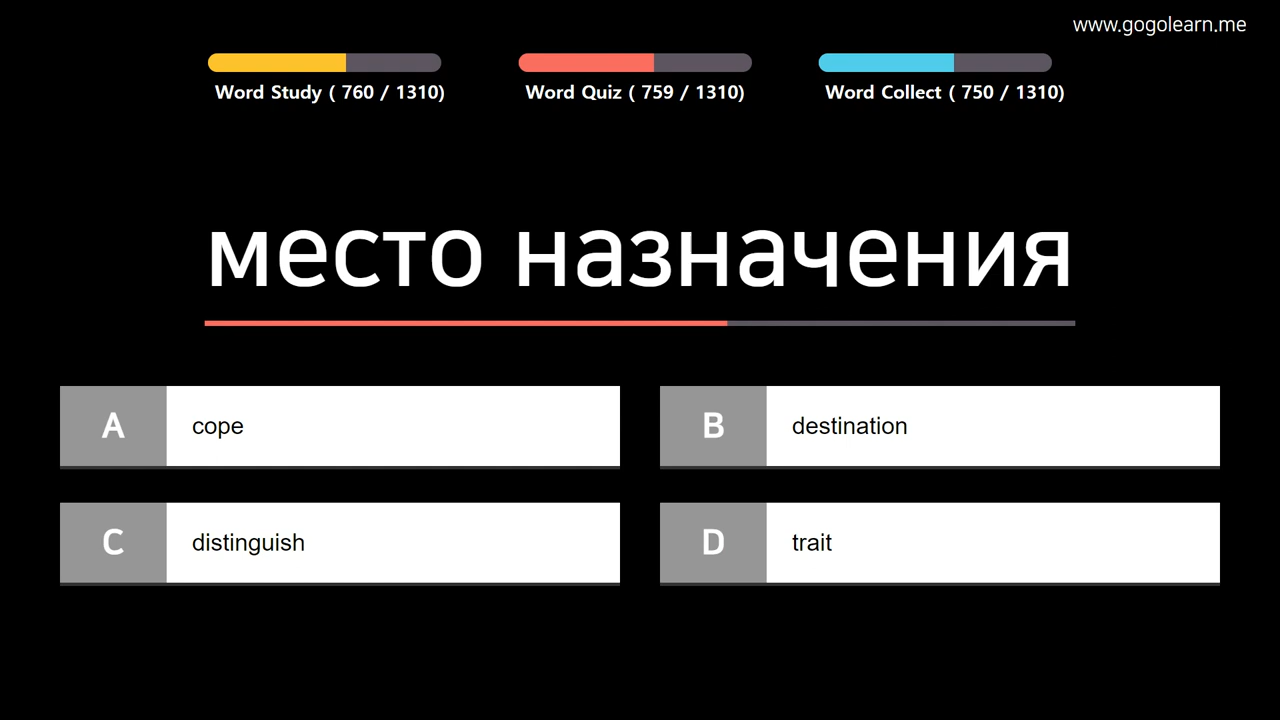 www.gogolearn.me
Word Study ( 760 / 1310)
Word Quiz ( 759 / 1310)
Word Collect ( 750 / 1310)
место назначения
A cope
B destination
C distinguish
D trait